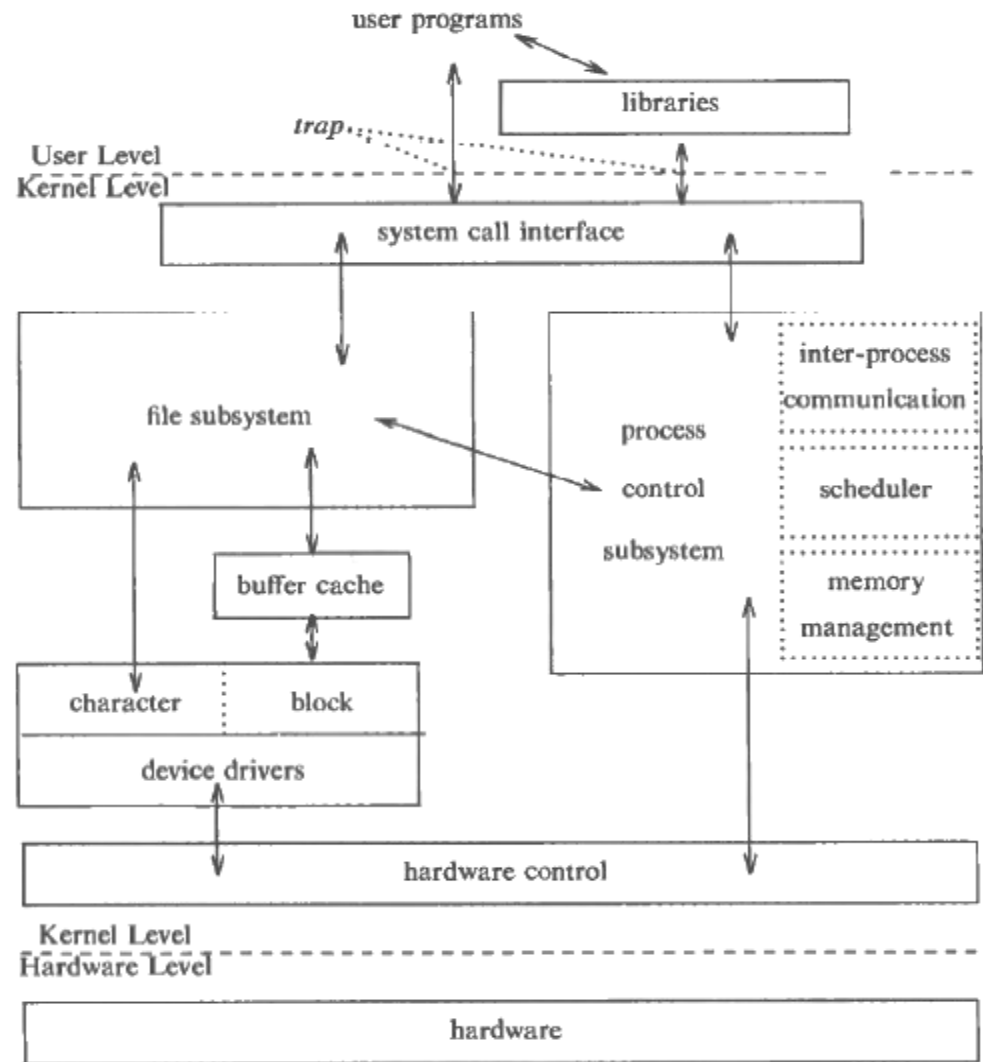 user programs
libraries
trap
User Level
Kernel Level
system call interface
inter-process
communication
file subsystem
process
control
subsystem
scheduler
memory
management
buffer cache
character
block
device drivers
hardware control
Kernel Level
Hardware Level
hardware